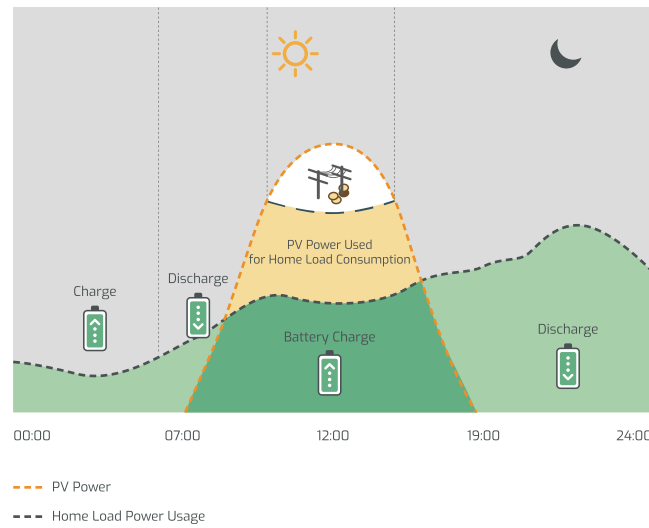 PV Power Used
for Home Load Consumption
Charge
Discharge
Battery Charge
Discharge
00:00
07:00
12:00
19:00
24:00
PV Power
Home Load Power Usage